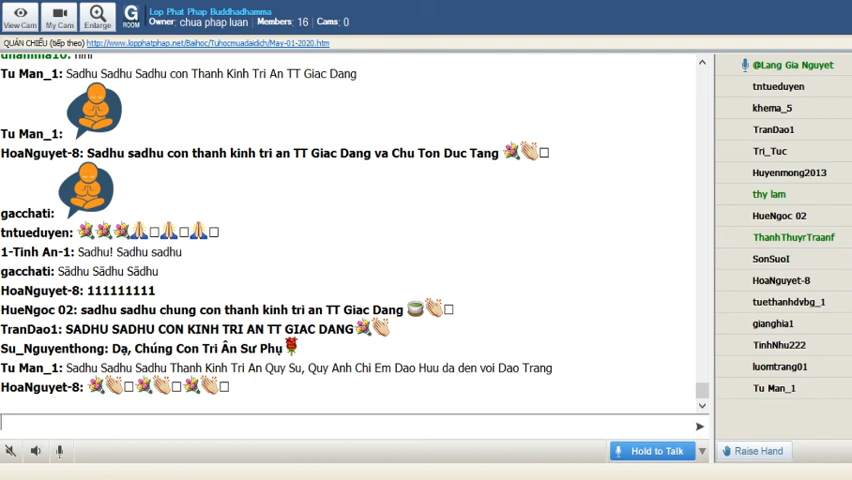 Lop Phat Phap Buddhadhamma
Owner: chua phap luan Members: 16 Cams: 0
View Cam My Cam Enlarge G ROOM
QUÁN CHIẾU (tiếp theo) http://www.lopphatphap.net/Baihoc/Tuhocmuadaidich/May-01-2020.htm
Tu Man_1: Sadhu Sadhu Sadhu con Thanh Kinh Tri An TT Giac Dang
Tu Man_1:
HoaNguyet-8: Sadhu sadhu con thanh kinh tri an TT Giac Dang va Chu Ton Duc Tang
gacchati:
tntueduyen:
1-Tinh An-1: Sadhu! Sadhu sadhu
gacchati: Sādhu Sādhu Sādhu
HoaNguyet-8: 111111111
HueNgoc 02: sadhu sadhu chung con thanh kinh tri an TT Giac Dang
TranDao1: SADHU SADHU CON KINH TRI AN TT GIAC DANG
Su_Nguyenthong: Dạ, Chúng Con Tri Ân Sư Phụ
Tu Man_1: Sadhu Sadhu Sadhu Thanh Kinh Tri An Quy Su, Quy Anh Chi Em Dao Huu da den voi Dao Trang
HoaNguyet-8:
@Lang Gia Nguyet
tntueduyen
khema_5
TranDao1
Tri_Tuc
Huyenmong2013
thy lam
HueNgoc 02
ThanhThuyrTraanf
SonSuoI
HoaNguyet-8
tuethanhdvbg_1
gianghia1
TinhNhu222
luomtrang01
Tu Man_1
Hold to Talk
Raise Hand